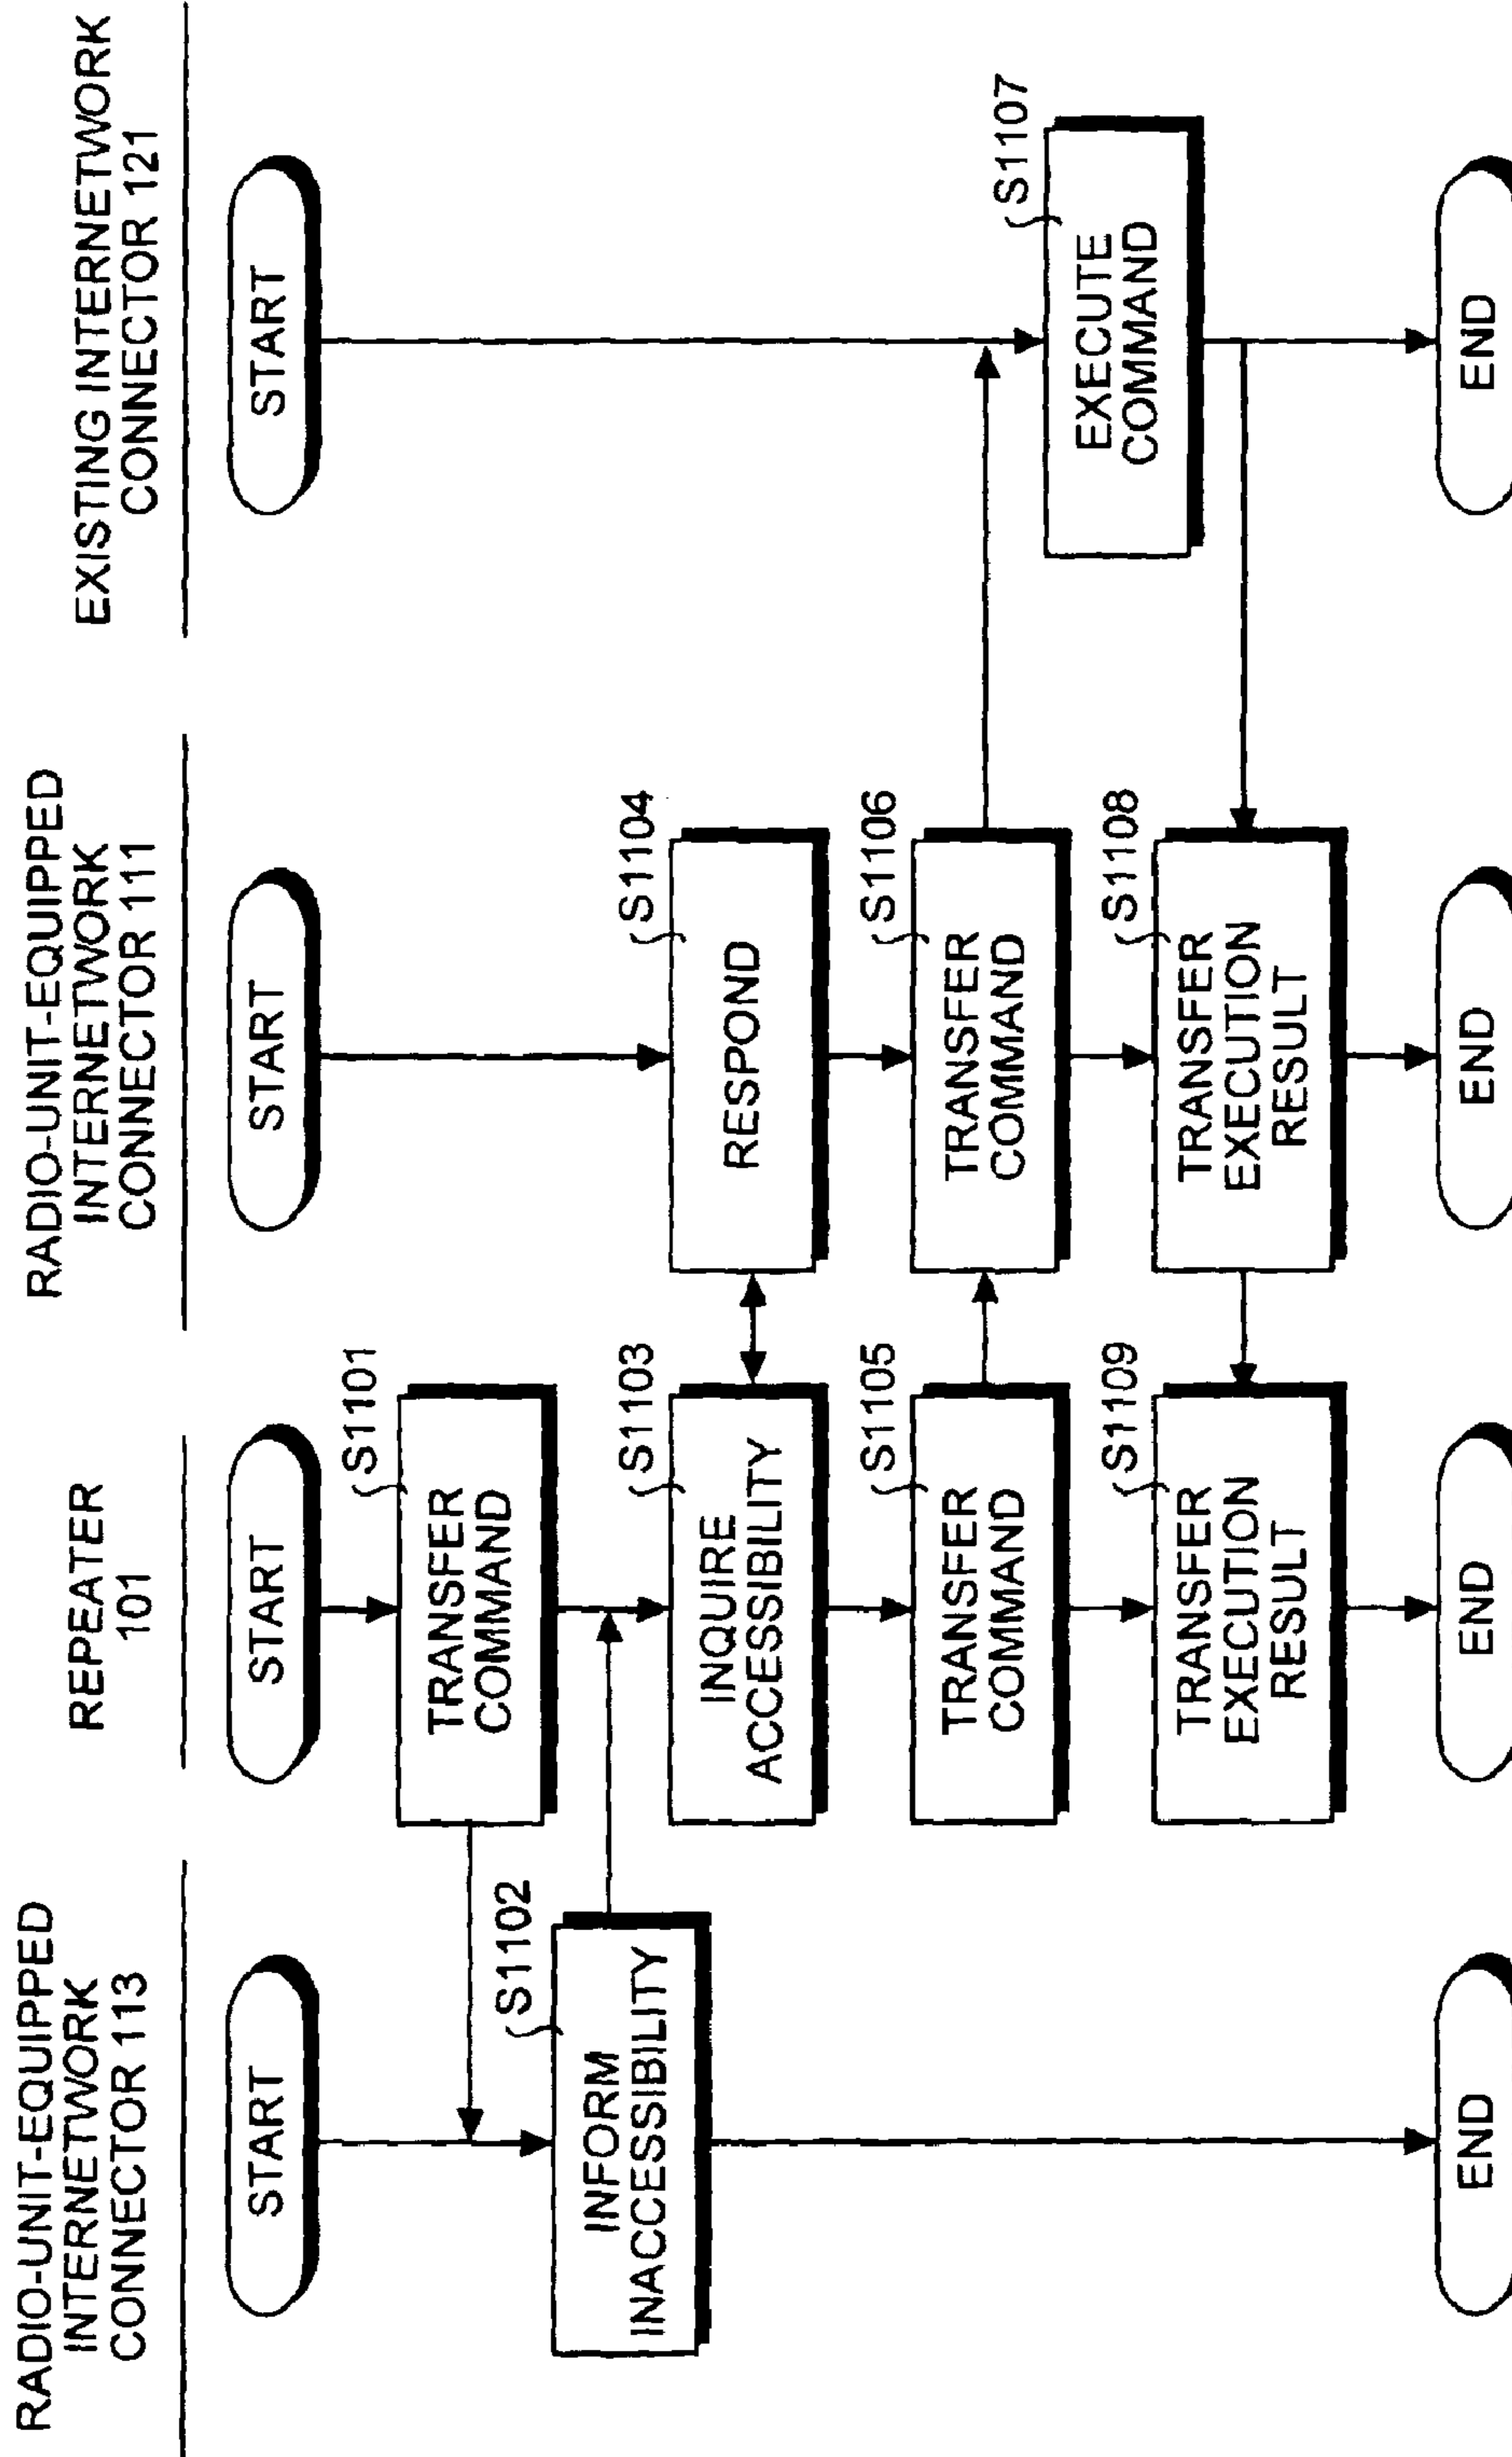 RADIO-UNIT-EQUIPPED
INTERNETWORK
CONNECTOR 113
REPEATER
101
RADIO-UNIT-EQUIPPED
INTERNETWORK
CONNECTOR 111
EXISTING INTERNETWORK
CONNECTOR 121
START
START
START
START
S1101
TRANSFER
COMMAND
S1102
INFORM
INACCESSIBILITY
S1103
INQUIRE
ACCESSIBILITY
S1104
RESPOND
S1105
TRANSFER
COMMAND
S1106
TRANSFER
COMMAND
S1107
EXECUTE
COMMAND
S1109
TRANSFER
EXECUTION
RESULT
S1108
TRANSFER
EXECUTION
RESULT
END
END
END
END